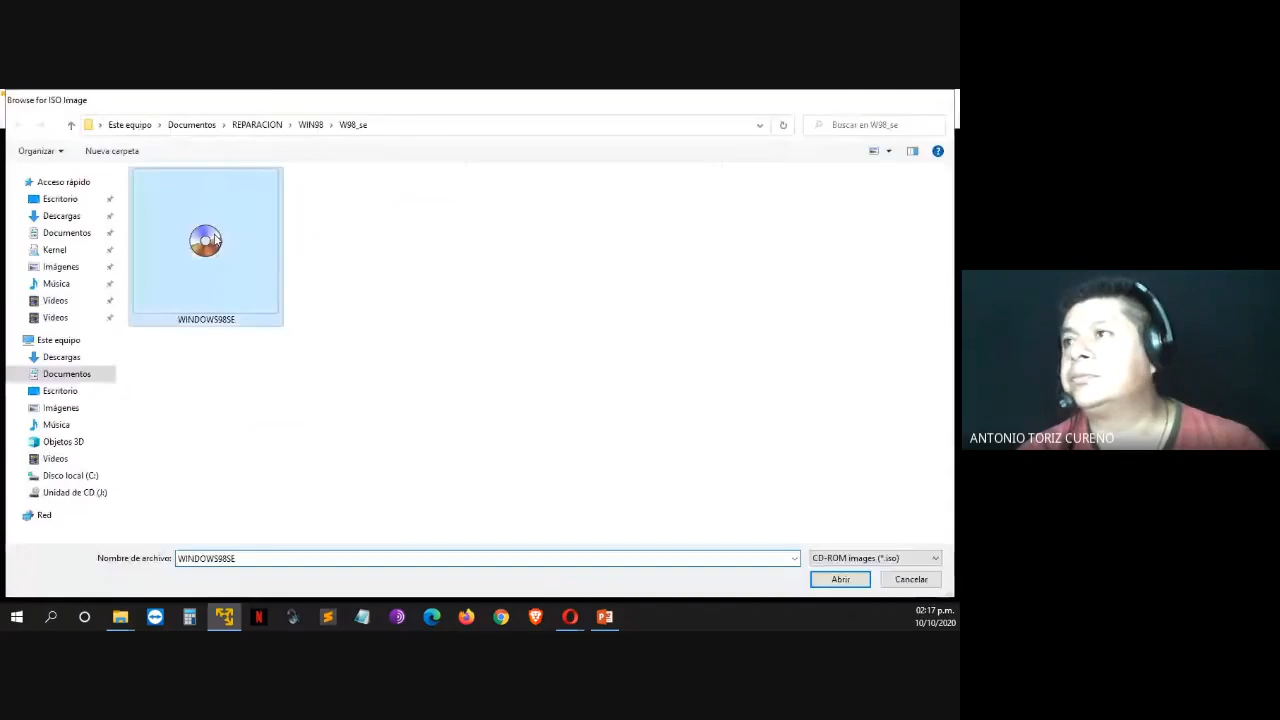 Browse for ISO Image
Este equipo > Documentos > REPARACION > WIN98 > W98_se
Buscar en W98_se
Organizar
Nueva carpeta
Acceso rápido
Escritorio
Descargas
Documentos
Kernel
Imágenes
Música
Vídeos
Vídeos
Este equipo
Descargas
Documentos
Escritorio
Imágenes
Música
Objetos 3D
Vídeos
Disco local (C:)
Unidad de CD (J:)
Red
WINDOWS98SE
Nombre de archivo: WINDOWS98SE
CD-ROM images (*.iso)
Abrir
Cancelar
02:17 p.m.
10/10/2020
ANTONIO TORIZ CUREÑO